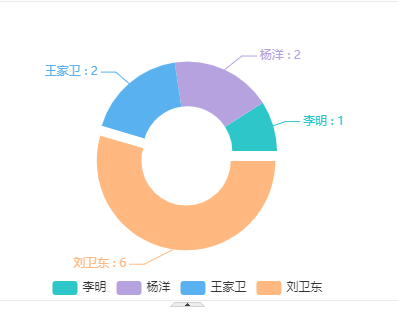 杨洋 : 2
王家卫 : 2
李明 : 1
刘卫东 : 6
李明 杨洋 王家卫 刘卫东